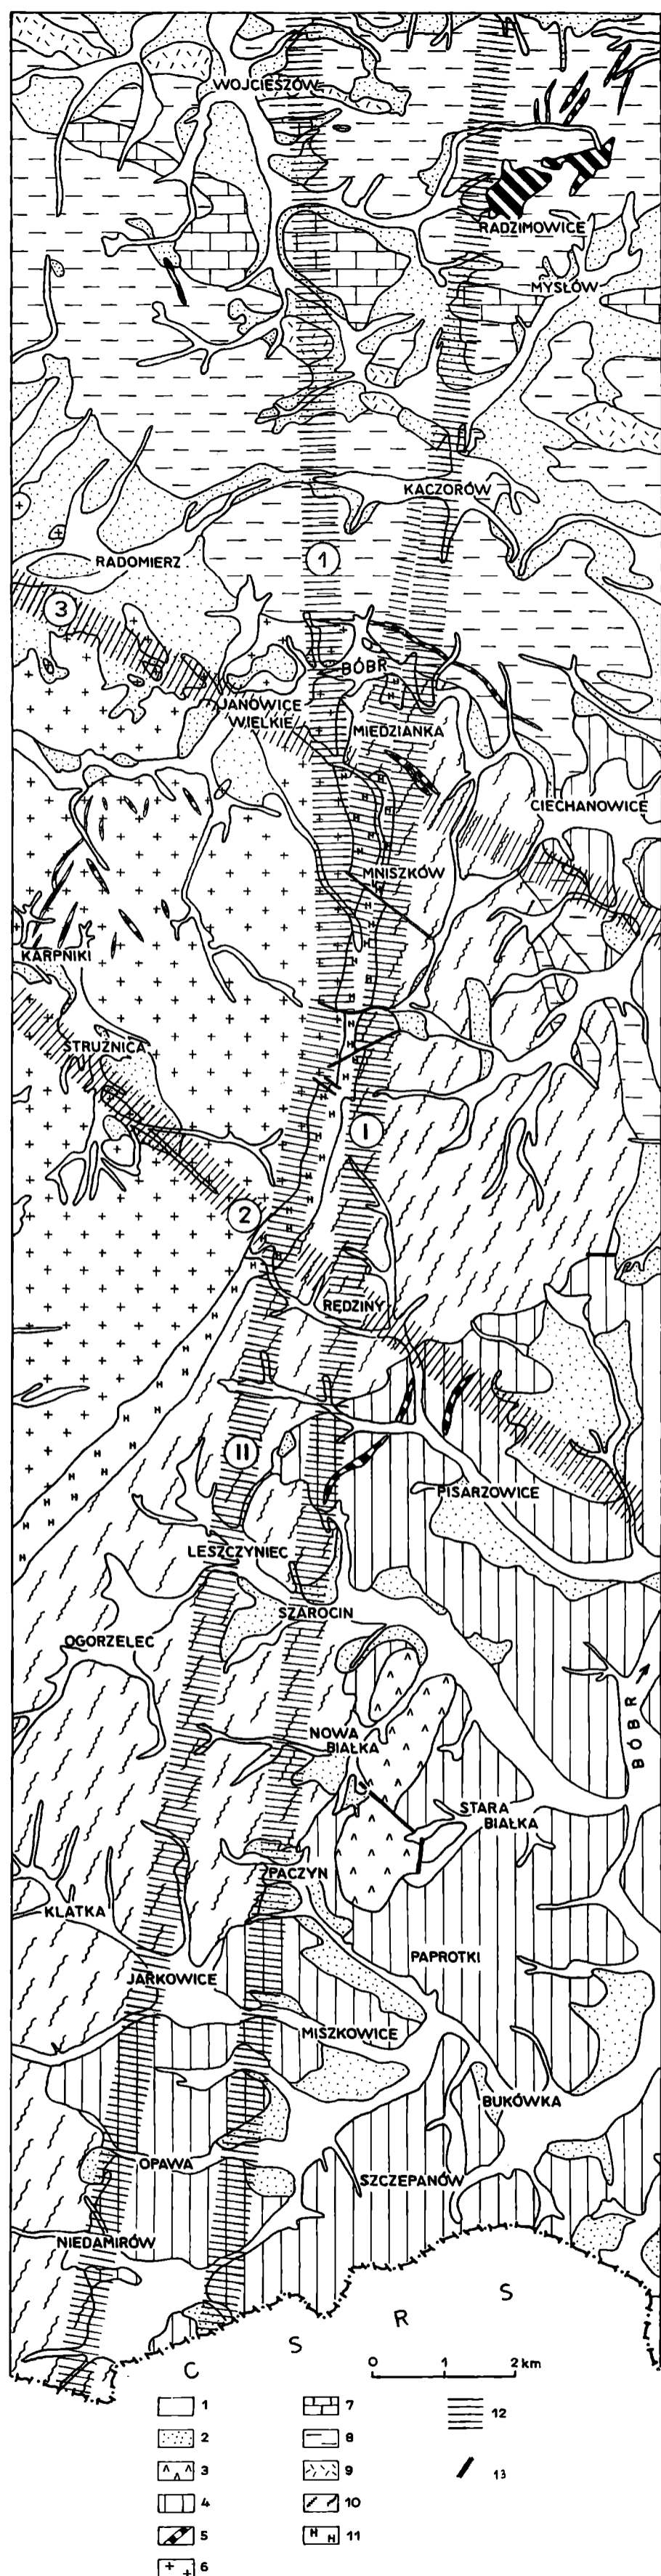 WOJCIESZÓW
RADZIMOWICE
MYSŁÓW
KACZORÓW
1
RADOMIERZ
3
BÓBR
JANOWICE
WIELKIE
MIEDZIANKA
CIECHANOWICE
MNISZKÓW
KARPNIKI
STRUŻNICA
I
2
RĘDZINY
II
PISARZOWICE
LESZCZYNIEC
SZAROCIN
OGORZELEC
BÓBR
NOWA
BIAŁKA
STARA
BIAŁKA
PACZYN
KLATKA
PAPROTKI
JARKOWICE
MISZKOWICE
BUKÓWKA
OPAWA
SZCZEPANÓW
NIEDAMIRÓW
C S R S
0 1 2 km
1 7 12
2 8
3 9 13
4 10
5 11
6